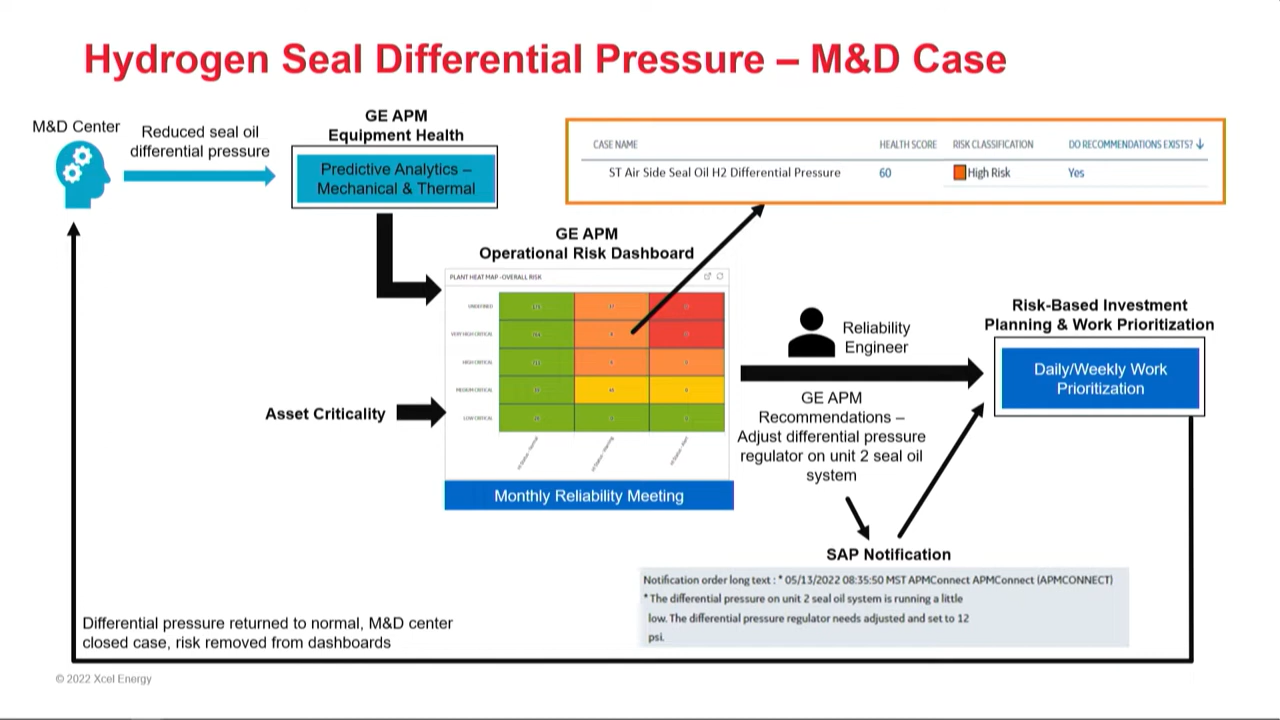 Hydrogen Seal Differential Pressure – M&D Case
M&D Center
Reduced seal oil
differential pressure
GE APM
Equipment Health
Predictive Analytics –
Mechanical & Thermal
CASE NAME
HEALTH SCORE
RISK CLASSIFICATION
DO RECOMMENDATIONS EXISTS?
ST Air Side Seal Oil H2 Differential Pressure
60
High Risk
Yes
GE APM
Operational Risk Dashboard
PLANT HEAT MAP -OVERALL RISK
UNDEFINED
VERY HIGH CRITICAL
HIGH CRITICAL
MEDIUM CRITICAL
LOW CRITICAL
Asset Criticality
Monthly Reliability Meeting
Reliability
Engineer
GE APM
Recommendations –
Adjust differential pressure
regulator on unit 2 seal oil
system
Risk-Based Investment
Planning & Work Prioritization
Daily/Weekly Work
Prioritization
SAP Notification
Notification order long text : * 05/13/2022 08:35:50 MST APMConnect APMConnect (APMCONNECT)
* The differential pressure on unit 2 seal oil system is running a little
low. The differential pressure regulator needs adjusted and set to 12
psi.
Differential pressure returned to normal, M&D center
closed case, risk removed from dashboards
© 2022 Xcel Energy